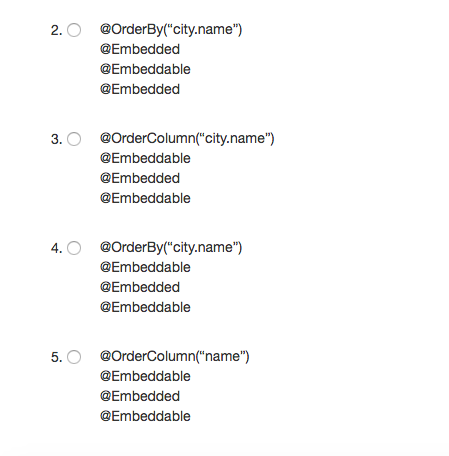 2. @OrderBy(“city.name”)
@Embedded
@Embeddable
@Embedded
3. @OrderColumn(“city.name”)
@Embeddable
@Embedded
@Embeddable
4. @OrderBy(“city.name”)
@Embeddable
@Embedded
@Embeddable
5. @OrderColumn(“name”)
@Embeddable
@Embedded
@Embeddable